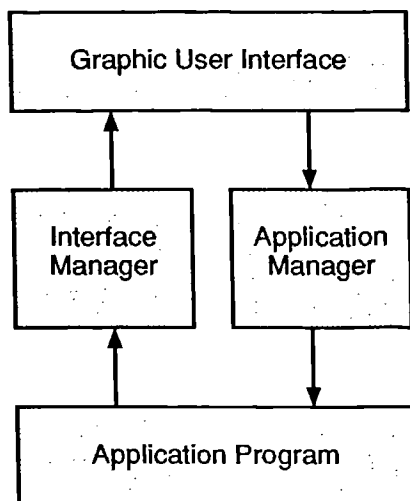 Graphic User Interface
Interface
Manager
Application
Manager
Application Program